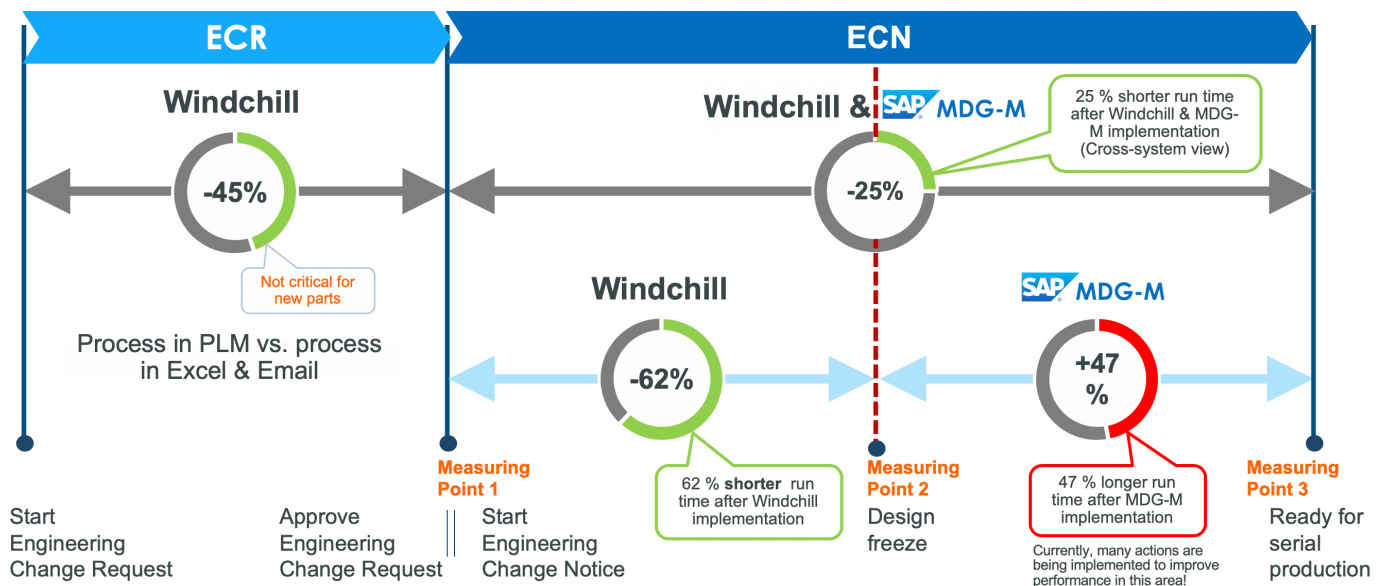 ECR
ECN
Windchill
-45%
Not critical for
new parts
Process in PLM vs. process
in Excel & Email
Windchill & SAP® MDG-M
-25%
25 % shorter run time
after Windchill & MDG-
M implementation
(Cross-system view)
Windchill
-62%
62 % shorter run
time after Windchill
implementation
SAP® MDG-M
+47
%
47 % longer run
time after MDG-M
implementation
Currently, many actions are
being implemented to improve
performance in this area!
Start
Engineering
Change Request
Approve
Engineering
Change Request
Measuring
Point 1
Start
Engineering
Change Notice
Measuring
Point 2
Design
freeze
Measuring
Point 3
Ready for
serial
production